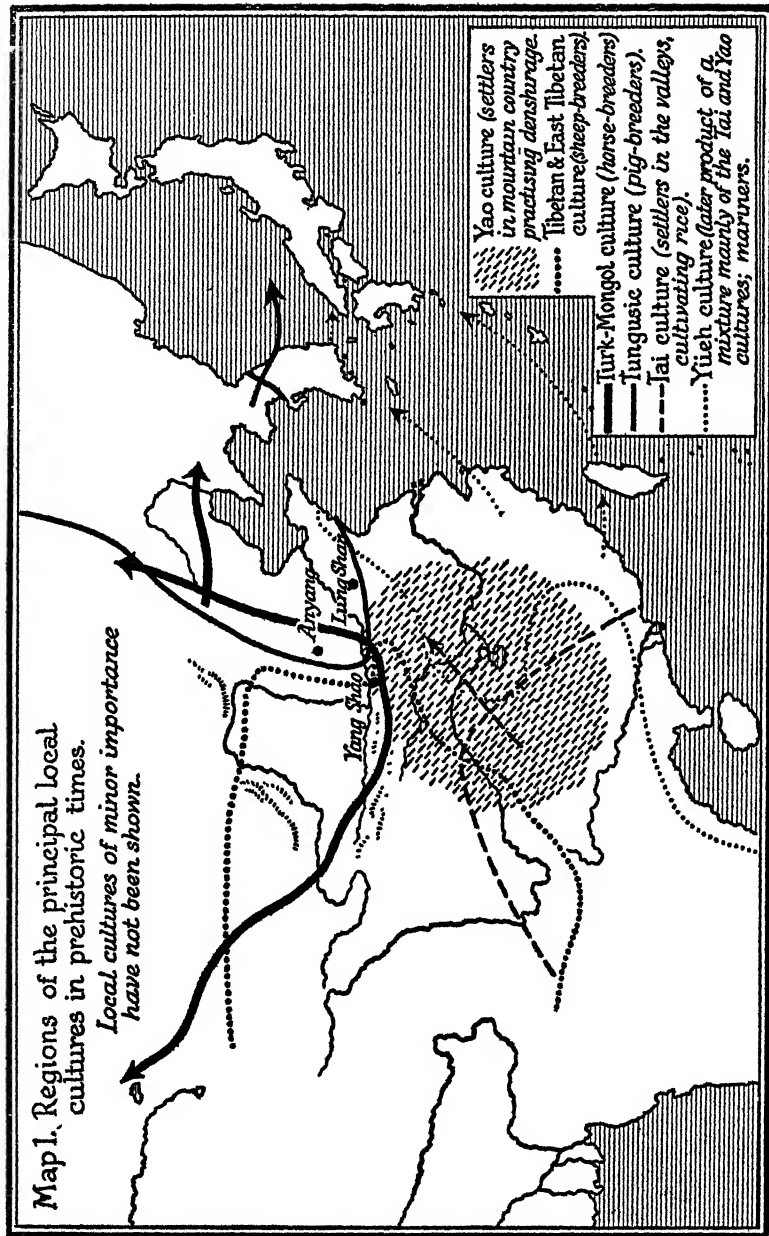 Map 1. Regions of the principal local
cultures in prehistoric times.
Local cultures of minor importance
have not been shown.
Anyang
Lung Shan
Yang Shao
Yao culture (settlers
in mountain country
practising denshurage.
Tibetan & East Tibetan
culture (sheep-breeders).
Turk-Mongol culture (horse-breeders)
Tungusic culture (pig-breeders).
Tai culture (settlers in the valleys,
cultivating rice).
Yüeh culture (later product of a
mixture mainly of the Tai and Yao
cultures; mariners.